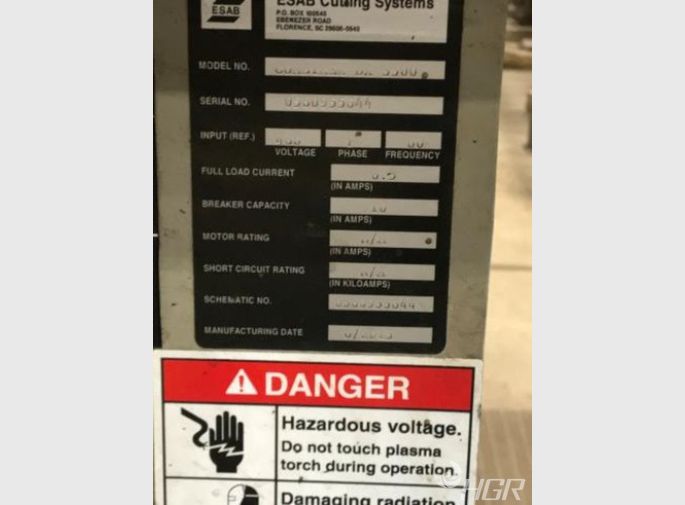 ESAB
ESAB Cutting Systems
P.O. BOX 100545
EBENEZER ROAD
FLORENCE, SC
MODEL NO.
SERIAL NO.
INPUT (REF.)
VOLTAGE PHASE FREQUENCY
FULL LOAD CURRENT
(IN AMPS)
BREAKER CAPACITY 10
(IN AMPS)
MOTOR RATING N/A
(IN AMPS)
SHORT CIRCUIT RATING N/A
(IN KILOAMPS)
SCHEMATIC NO.
MANUFACTURING DATE
DANGER
Hazardous voltage.
Do not touch plasma
torch during operation.
Damaging radiation
HGR